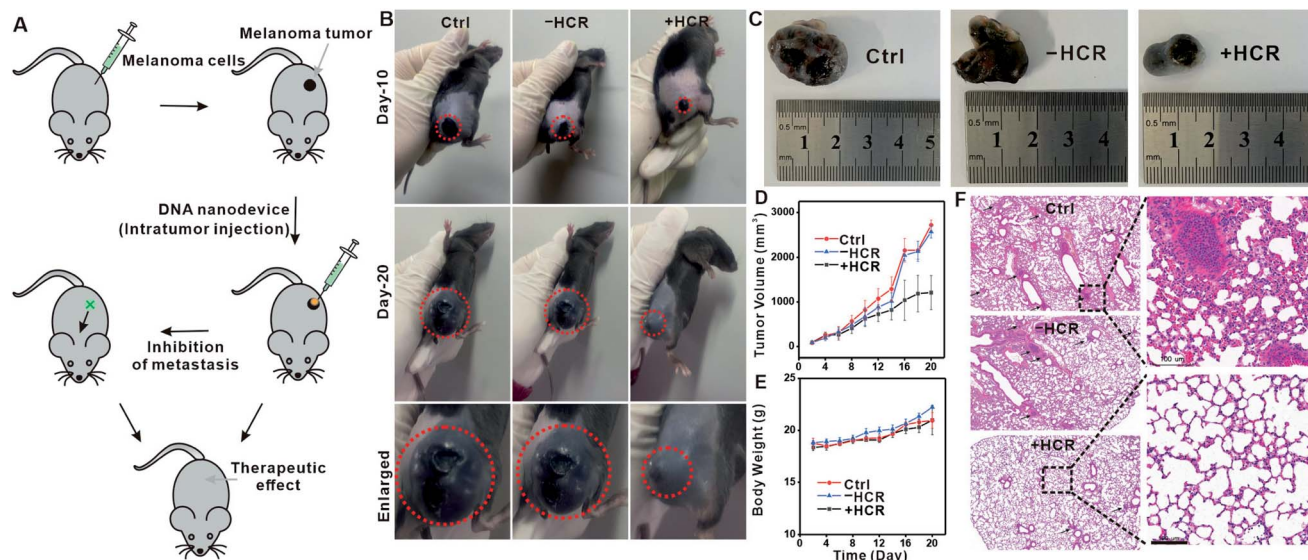 A
Melanoma cells
Melanoma tumor
DNA nanodevice
(Intratumor injection)
Inhibition
of metastasis
Therapeutic
effect
B
Ctrl
−HCR
+HCR
Day-10
Day-20
Enlarged
C
Ctrl
0.5 mm
1 2 3 4 5
mm
−HCR
0.5 mm
1 2 3 4
mm
+HCR
0.5 mm
1 2 3 4
mm
D
Tumor Volume (mm³)
3000
2000
1000
0
Ctrl
−HCR
+HCR
0 4 8 12 16 20
E
Body Weight (g)
25
20
15
10
Ctrl
−HCR
+HCR
0 4 8 12 16 20
Time (Day)
F
Ctrl
−HCR
+HCR
100 um